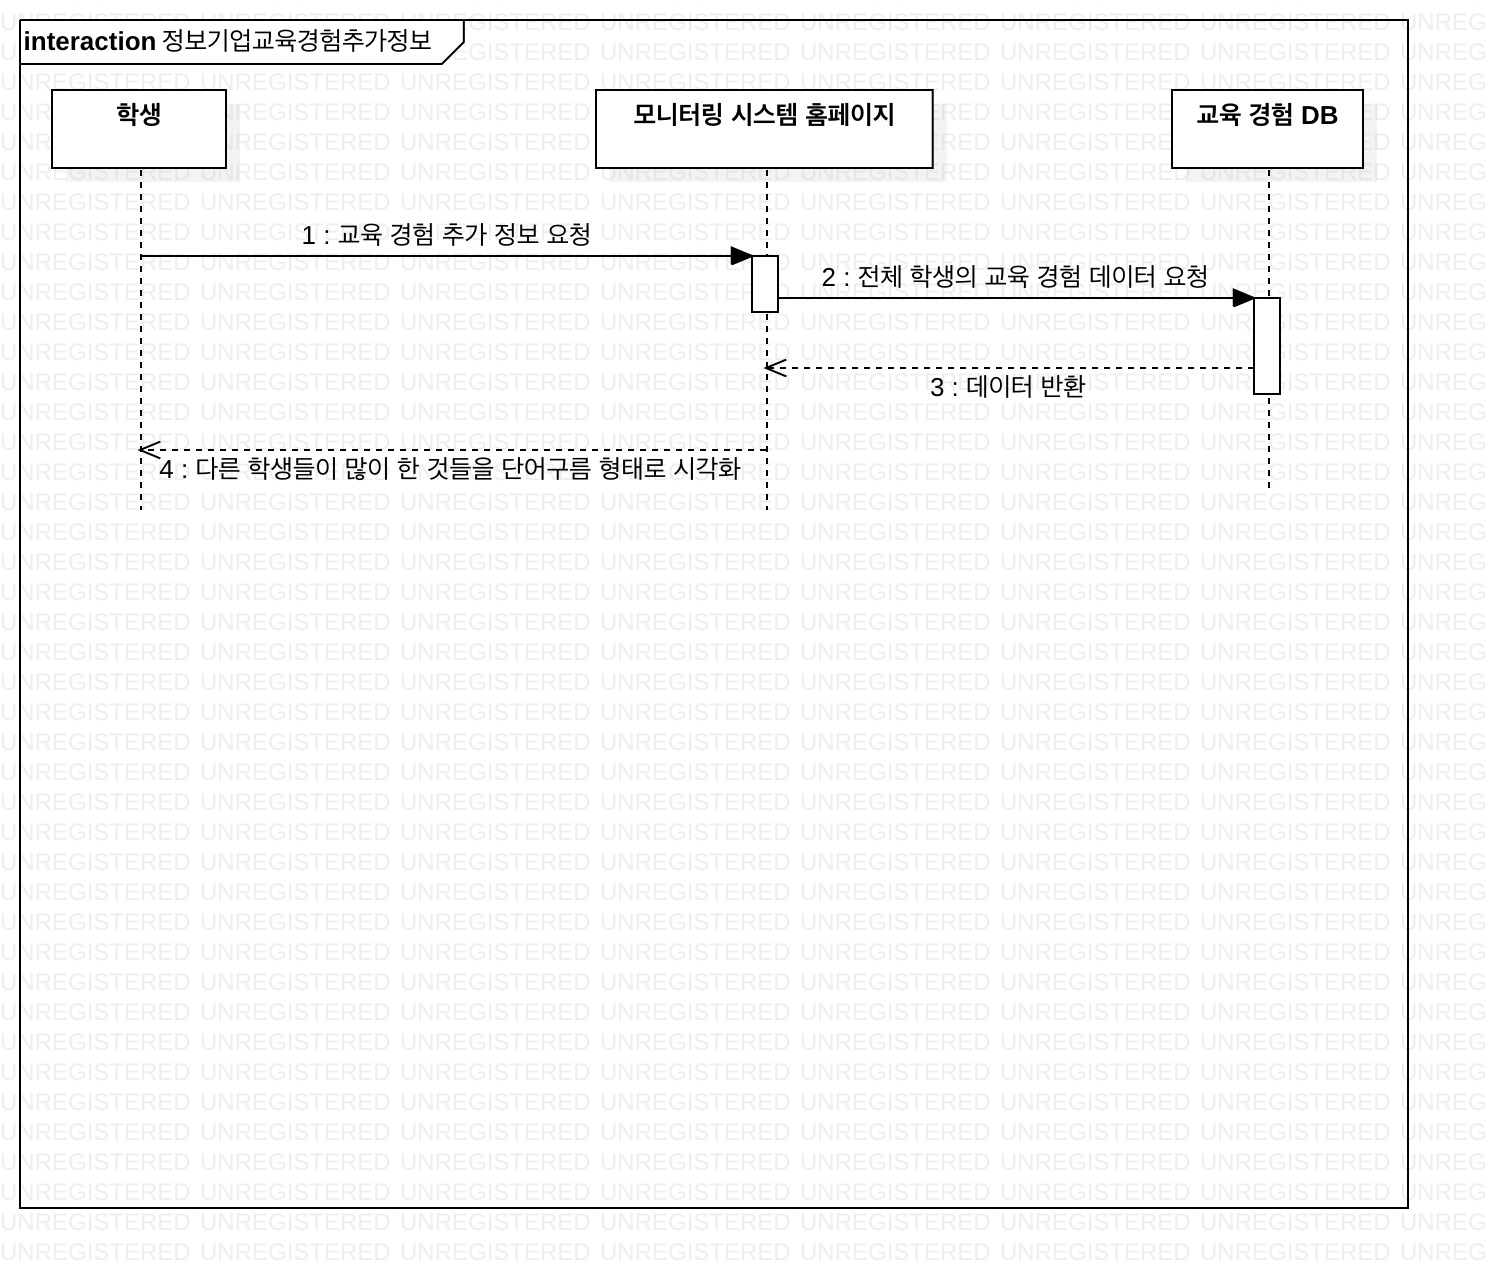 interaction 정보기업교육경험추가정보
학생
모니터링 시스템 홈페이지
교육 경험 DB
1 : 교육 경험 추가 정보 요청
2 : 전체 학생의 교육 경험 데이터 요청
3 : 데이터 반환
4 : 다른 학생들이 많이 한 것들을 단어구름 형태로 시각화
UNREGISTERED